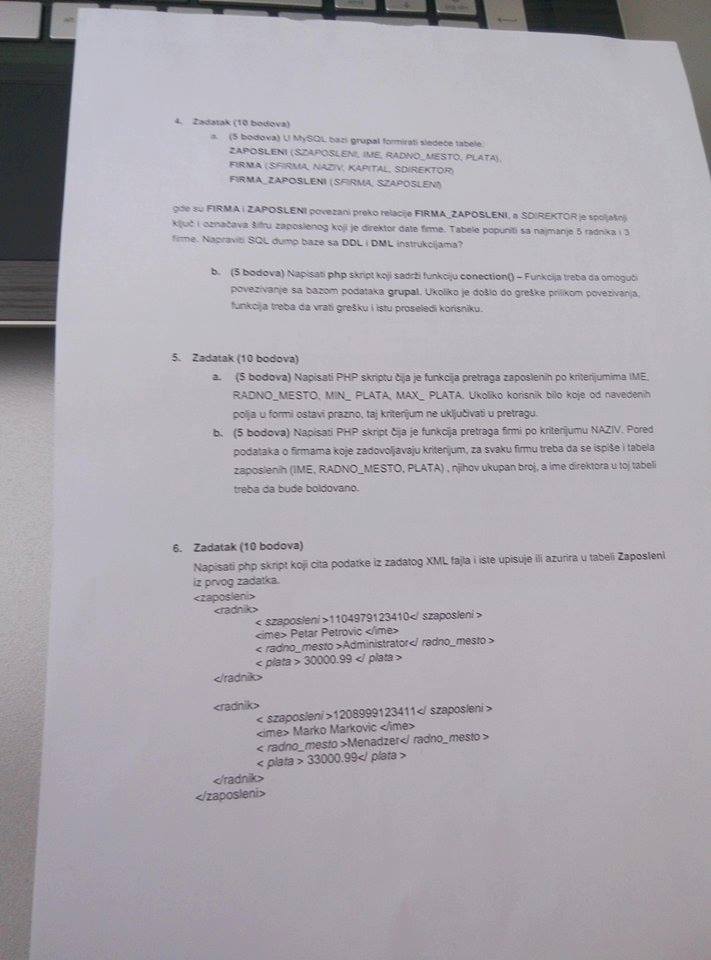 4. Zadatak (10 bodova)
a. (5 bodova) U MySQL bazi grupal formirati sledeće tabele:
ZAPOSLENI (SZAPOSLENI, IME, RADNO_MESTO, PLATA),
FIRMA (SFIRMA, NAZIV, KAPITAL, SDIREKTOR)
FIRMA_ZAPOSLENI (SFIRMA, SZAPOSLENI)
gde su FIRMA i ZAPOSLENI povezani preko relacije FIRMA_ZAPOSLENI, a SDIREKTOR je spoljašnji
ključ i označava šifru zaposlenog koji je direktor date firme. Tabele popuniti sa najmanje 5 radnika i 3
firme. Napraviti SQL dump baze sa DDL i DML instrukcijama?
b. (5 bodova) Napisati php skript koji sadrži funkciju conection() – Funkcija treba da omogući
povezivanje sa bazom podataka grupal. Ukoliko je došlo do greške prilikom povezivanja,
funkcija treba da vrati grešku i istu prosledi korisniku.
5. Zadatak (10 bodova)
a. (5 bodova) Napisati PHP skriptu čija je funkcija pretraga zaposlenih po kriterijumima IME,
RADNO_MESTO, MIN_ PLATA, MAX_ PLATA. Ukoliko korisnik bilo koje od navedenih
polja u formi ostavi prazno, taj kriterijum ne uključivati u pretragu.
b. (5 bodova) Napisati PHP skript čija je funkcija pretraga firmi po kriterijumu NAZIV. Pored
podataka o firmama koje zadovoljavaju kriterijum, za svaku firmu treba da se ispiše i tabela
zaposlenih (IME, RADNO_MESTO, PLATA) , njihov ukupan broj, a ime direktora u toj tabeli
treba da bude boldovano.
6. Zadatak (10 bodova)
Napisati php skript koji cita podatke iz zadatog XML fajla i iste upisuje ili azurira u tabeli Zaposleni
iz prvog zadatka.
<zaposleni>
<radnik>
< szaposleni >1104979123410</ szaposleni >
<ime> Petar Petrovic </ime>
< radno_mesto >Administrator</ radno_mesto >
< plata > 30000.99 </ plata >
</radnik>
<radnik>
< szaposleni >1208999123411</ szaposleni >
<ime> Marko Markovic </ime>
< radno_mesto >Menadzer</ radno_mesto >
< plata > 33000.99</ plata >
</radnik>
</zaposleni>